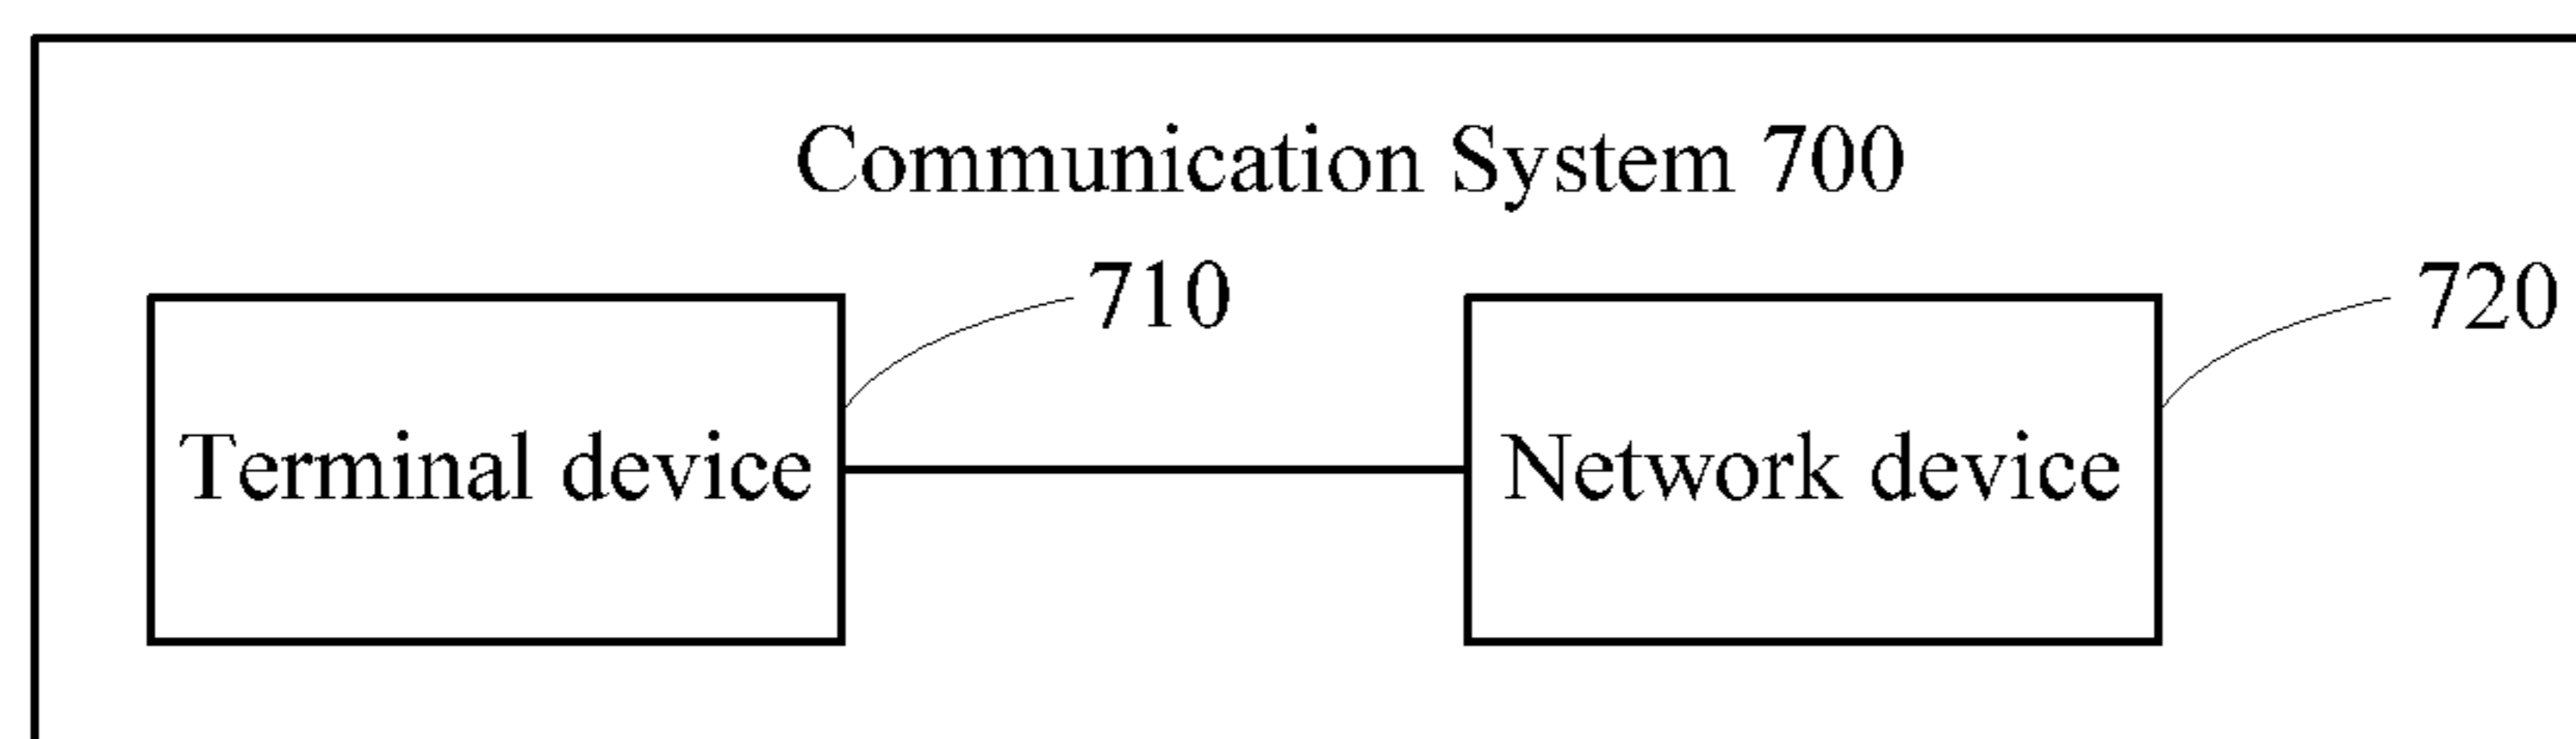 Communication System 700
710
720
Terminal device
Network device